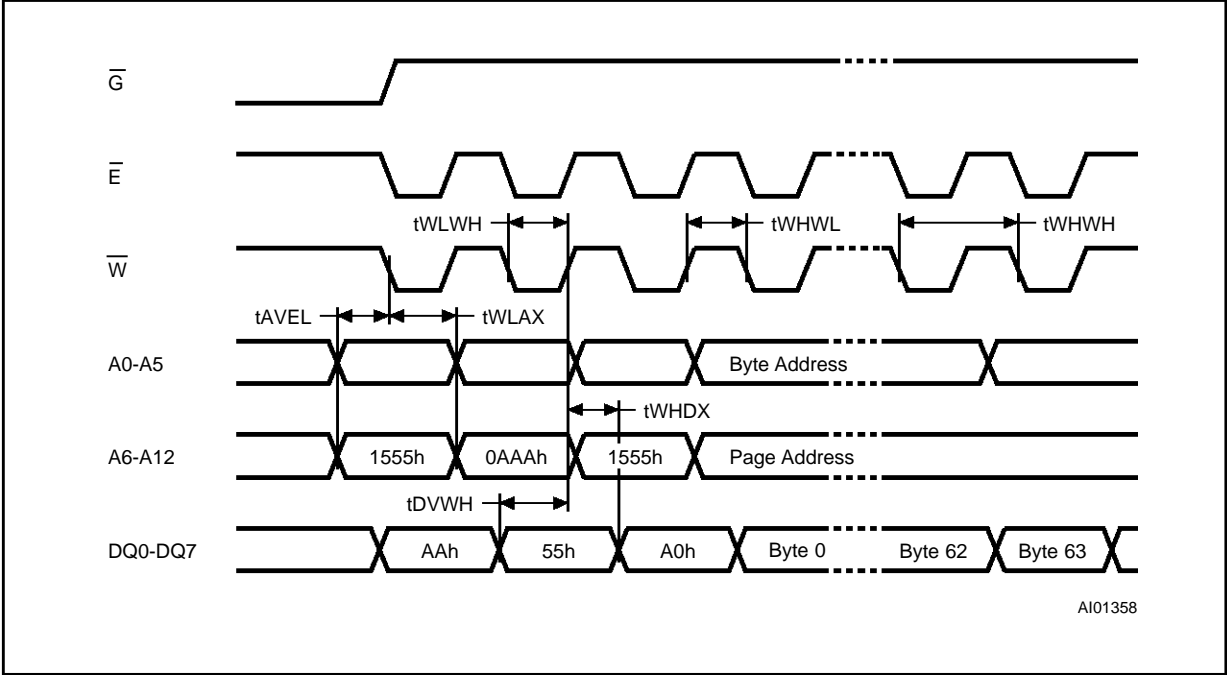 G̅
E̅
tWLWH
tWHWL
tWHWH
W̅
tAVEL
tWLAX
A0-A5
Byte Address
tWHDX
A6-A12
1555h
0AAAh
1555h
Page Address
tDVWH
DQ0-DQ7
AAh
55h
A0h
Byte 0
Byte 62
Byte 63
AI01358